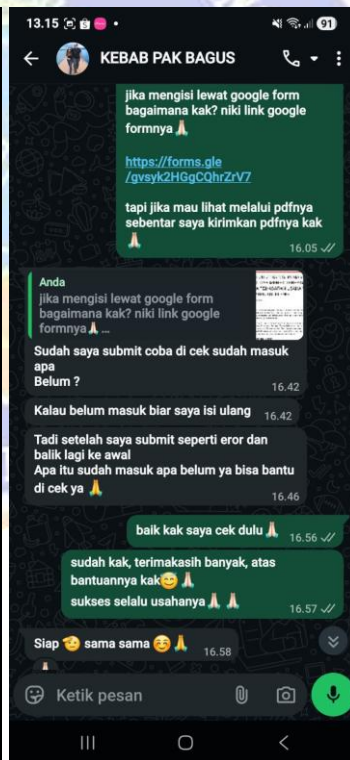 13.15
91
KEBAB PAK BAGUS
jika mengisi lewat google form
bagaimana kak? niki link google
formnya🙏🏻
https://forms.gle
/gvsyk2HGgCQhrZrV7
tapi jika mau lihat melalui pdfnya
sebentar saya kirimkan pdfnya kak
🙏🏻
16.05
Anda
jika mengisi lewat google form
bagaimana kak? niki link google
formnya🙏🏻 ...
Sudah saya submit coba di cek sudah masuk
apa
Belum ?
16.42
Kalau belum masuk biar saya isi ulang
16.42
Tadi setelah saya submit seperti eror dan
balik lagi ke awal
Apa itu sudah masuk apa belum ya bisa bantu
di cek ya 🙏
16.46
baik kak saya cek dulu🙏🏻
16.56
sudah kak, terimakasih banyak, atas
bantuannya kak😇🙏🏻
sukses selalu usahanya🙏🏻 🙏🏻
16.57
Siap 🫡 sama sama ☺️🙏
16.58
Ketik pesan